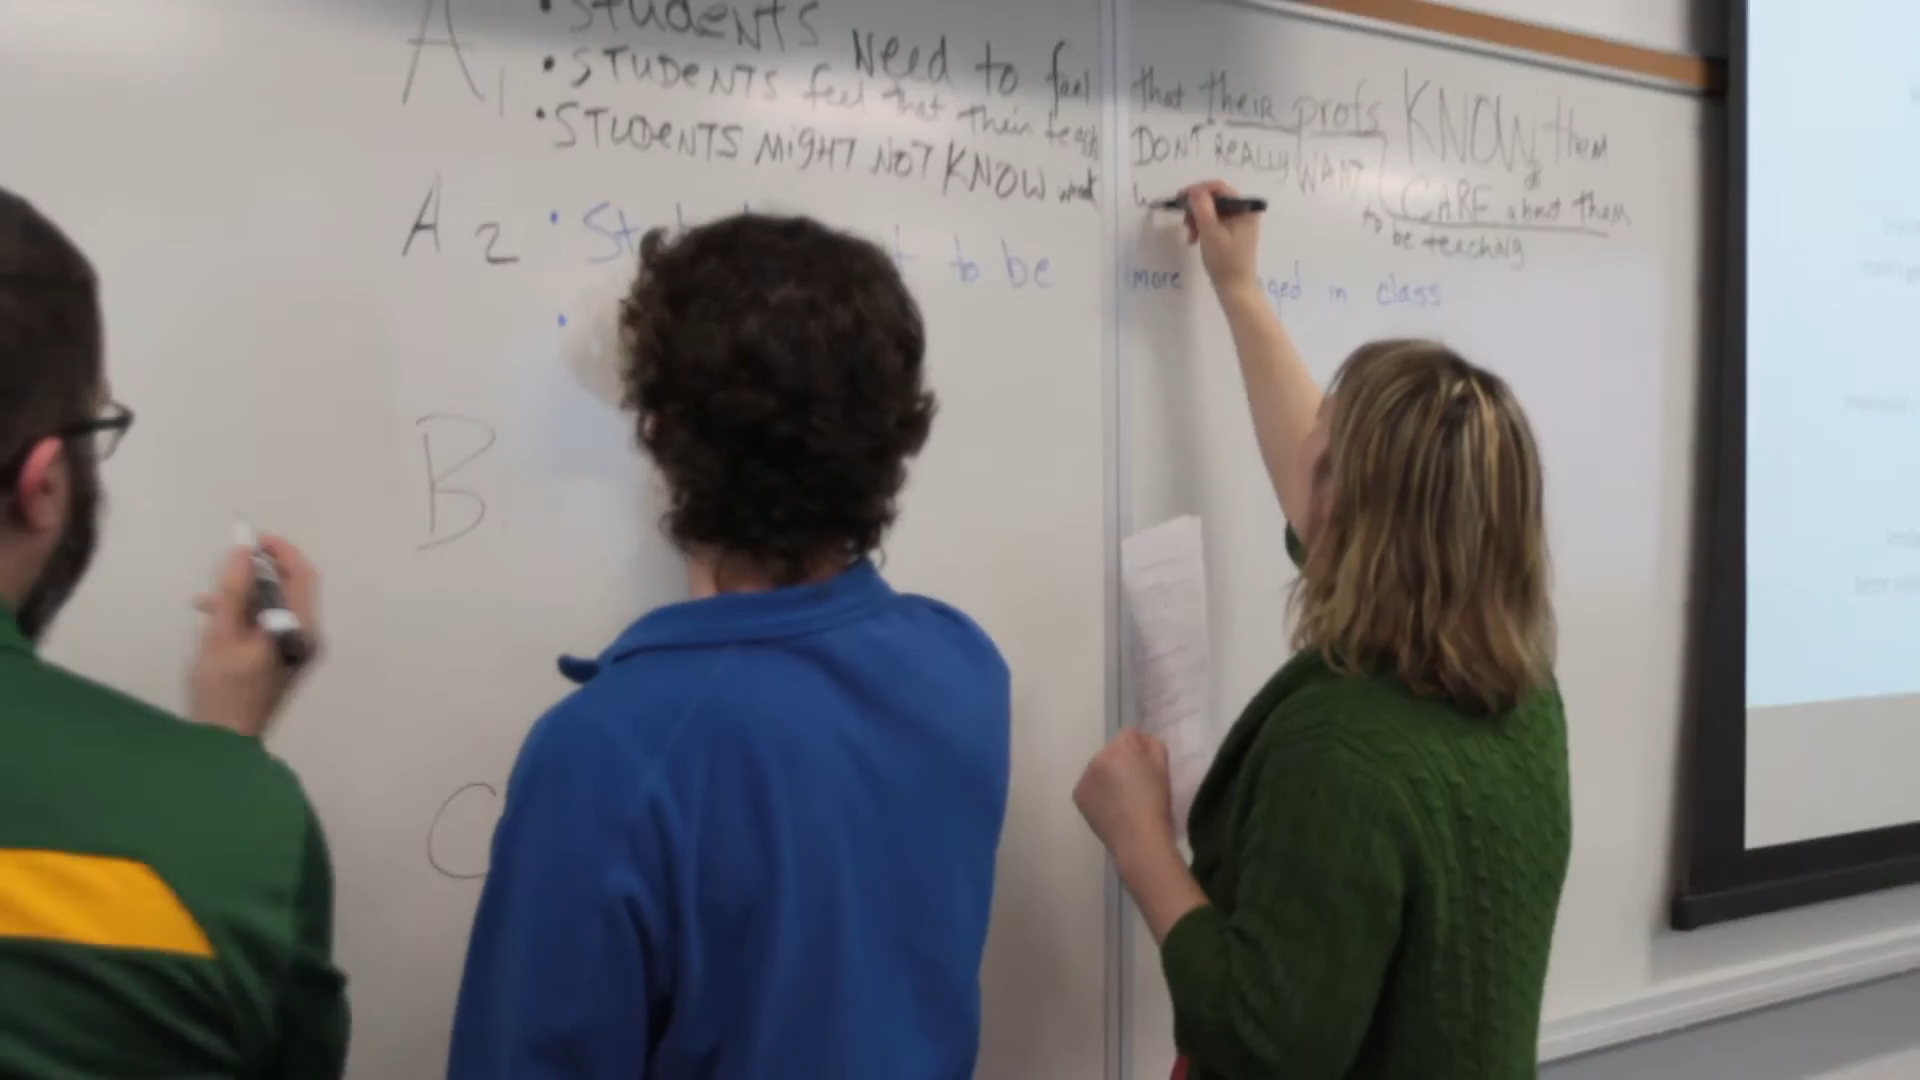 A1 • STUDENTS NEED to feel that their profs KNOW them
& CARE about them
• STUDENTS feel that their teach DON'T REALLY WANT
to be teaching
• STUDENTS MIGHT NOT KNOW what
A2 • to be more in class
•
B
C